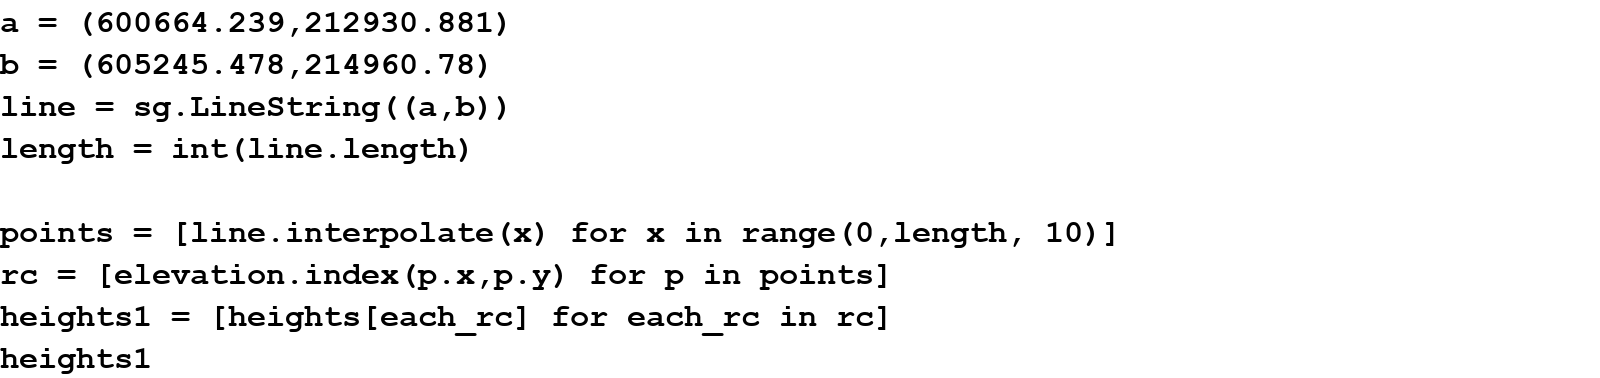 a = (600664.239,212930.881)
b = (605245.478,214960.78)
line = sg.LineString((a,b))
length = int(line.length)

points = [line.interpolate(x) for x in range(0,length, 10)]
rc = [elevation.index(p.x,p.y) for p in points]
heights1 = [heights[each_rc] for each_rc in rc]
heights1